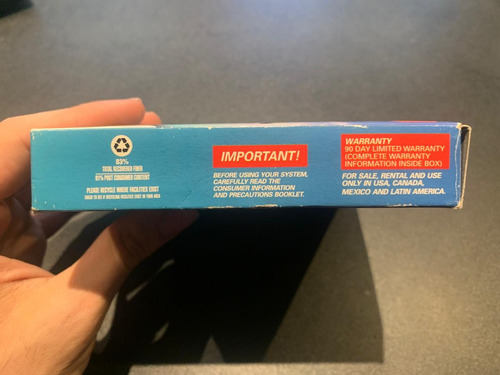 83%
TOTAL RECOVERED FIBER
81% POST CONSUMER CONTENT
PLEASE RECYCLE WHERE FACILITIES EXIST
IMPORTANT!
BEFORE USING YOUR SYSTEM,
CAREFULLY READ THE
CONSUMER INFORMATION
AND PRECAUTIONS BOOKLET.
WARRANTY
90 DAY LIMITED WARRANTY
(COMPLETE WARRANTY
INFORMATION INSIDE BOX)
FOR SALE, RENTAL AND USE
ONLY IN USA, CANADA,
MEXICO AND LATIN AMERICA.